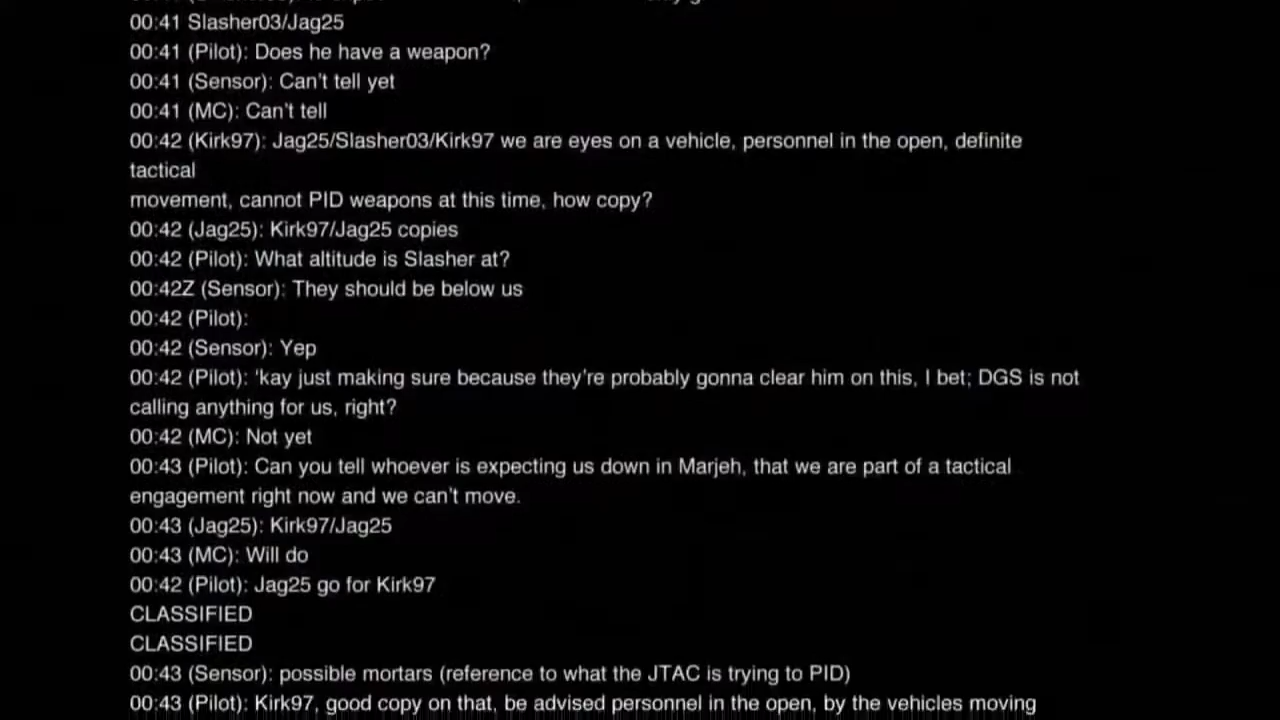 00:41 Slasher03/Jag25
00:41 (Pilot): Does he have a weapon?
00:41 (Sensor): Can't tell yet
00:41 (MC): Can't tell
00:42 (Kirk97): Jag25/Slasher03/Kirk97 we are eyes on a vehicle, personnel in the open, definite
tactical
movement, cannot PID weapons at this time, how copy?
00:42 (Jag25): Kirk97/Jag25 copies
00:42 (Pilot): What altitude is Slasher at?
00:42Z (Sensor): They should be below us
00:42 (Pilot):
00:42 (Sensor): Yep
00:42 (Pilot): 'kay just making sure because they're probably gonna clear him on this, I bet; DGS is not
calling anything for us, right?
00:42 (MC): Not yet
00:43 (Pilot): Can you tell whoever is expecting us down in Marjeh, that we are part of a tactical
engagement right now and we can't move.
00:43 (Jag25): Kirk97/Jag25
00:43 (MC): Will do
00:42 (Pilot): Jag25 go for Kirk97
CLASSIFIED
CLASSIFIED
00:43 (Sensor): possible mortars (reference to what the JTAC is trying to PID)
00:43 (Pilot): Kirk97, good copy on that, be advised personnel in the open, by the vehicles moving